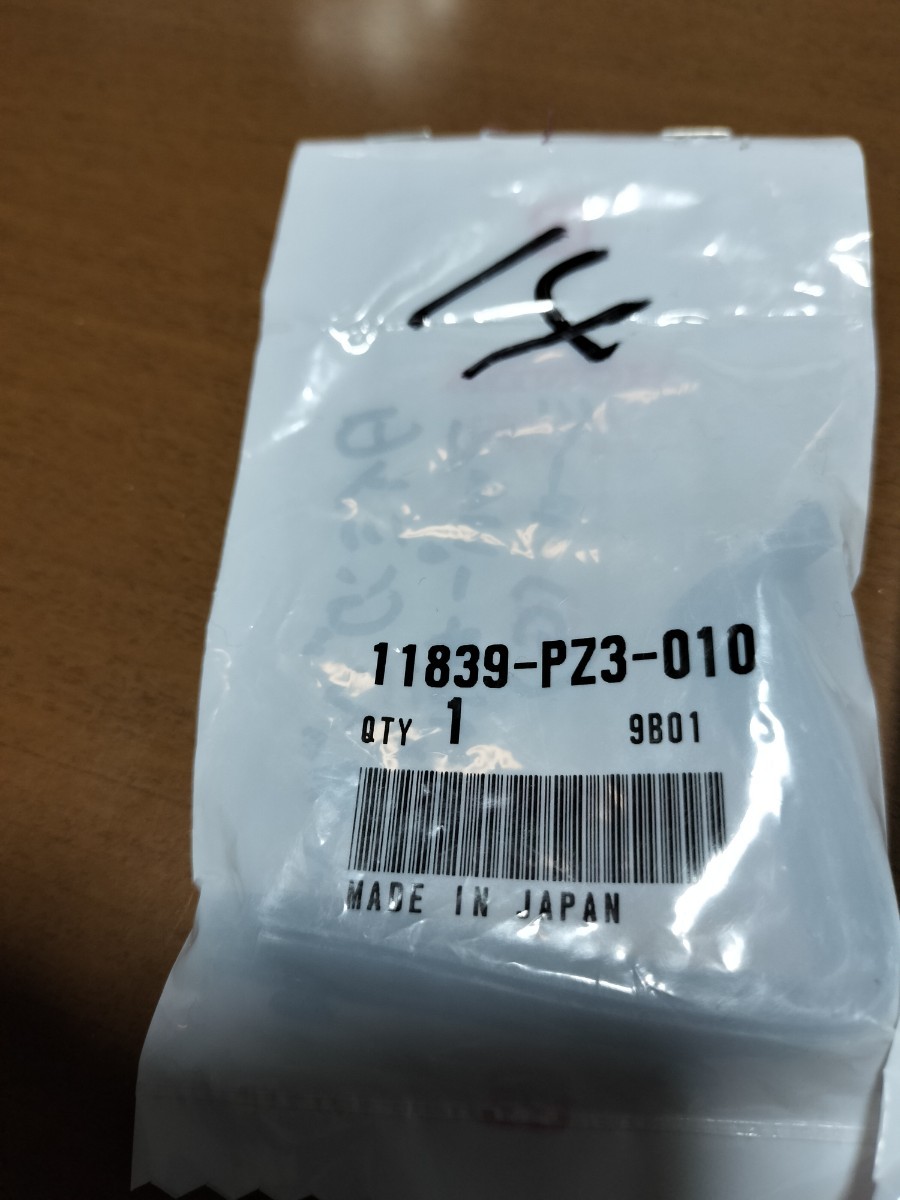 14
11839-PZ3-010
QTY 1 9B01
MADE IN JAPAN